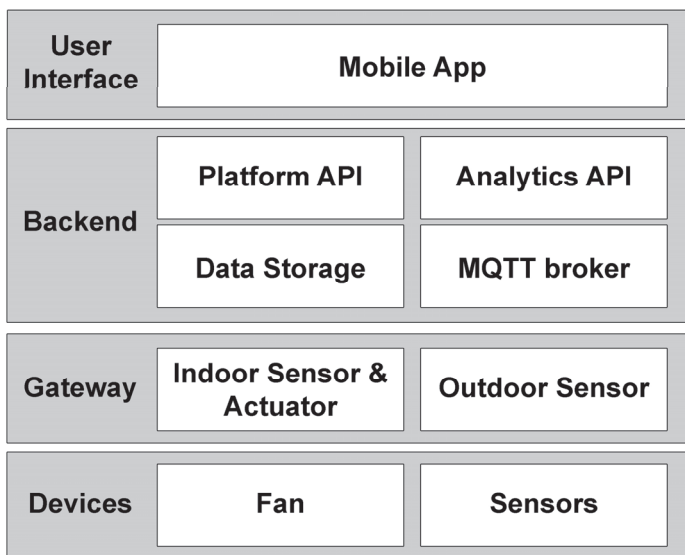 User
Interface
Mobile App
Backend
Platform API
Analytics API
Data Storage
MQTT broker
Gateway
Indoor Sensor &
Actuator
Outdoor Sensor
Devices
Fan
Sensors